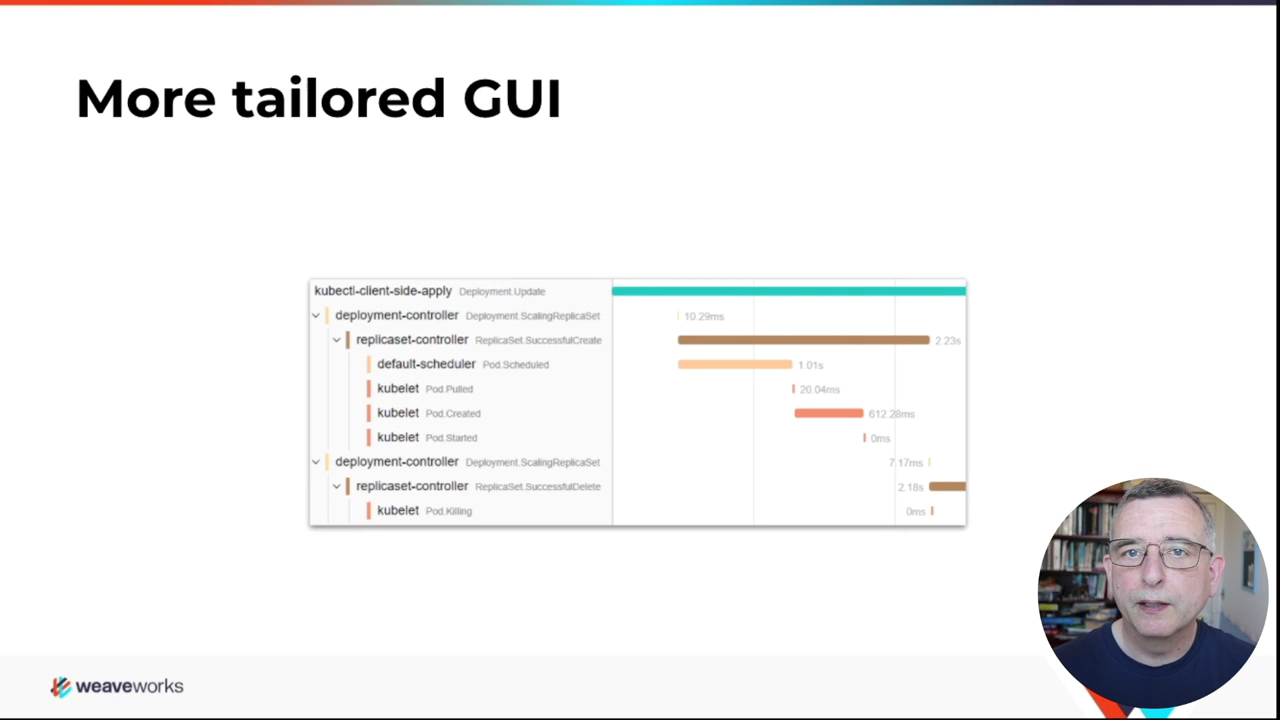 More tailored GUI
kubectl-client-side-apply Deployment.Update
deployment-controller Deployment.ScalingReplicaSet 10.29ms
replicaset-controller ReplicaSet.SuccessfulCreate 2.23s
default-scheduler Pod.Scheduled 1.01s
kubelet Pod.Pulled 20.04ms
kubelet Pod.Created 612.28ms
kubelet Pod.Started 0ms
deployment-controller Deployment.ScalingReplicaSet 7.17ms
replicaset-controller ReplicaSet.SuccessfulDelete 2.18s
kubelet Pod.Killing 0ms
weaveworks